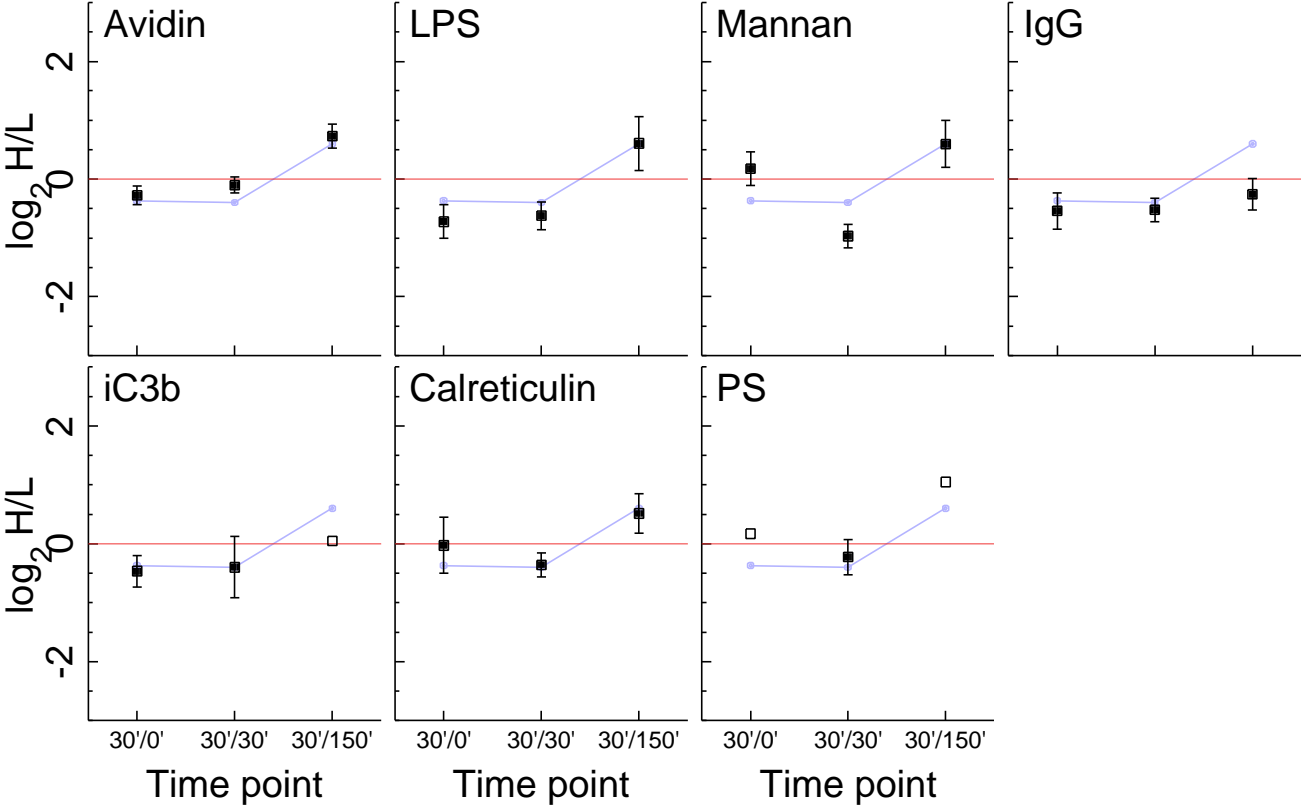 Avidin LPS Mannan IgG
log₂ H/L
2
0
-2
iC3b Calreticulin PS
log₂ H/L
2
0
-2
30'/0' 30'/30' 30'/150' 30'/0' 30'/30' 30'/150' 30'/0' 30'/30' 30'/150'
Time point Time point Time point